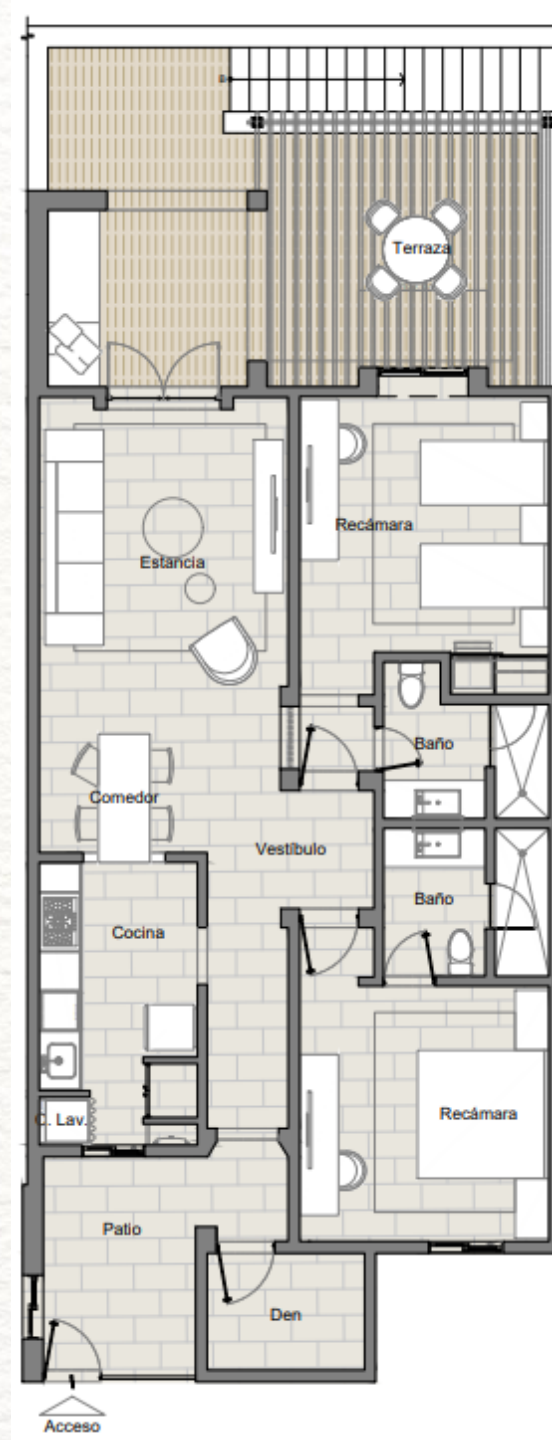 Terraza
Recámara
Estancia
Baño
Comedor
Vestíbulo
Baño
Cocina
C. Lav.
Recámara
Patio
Den
Acceso